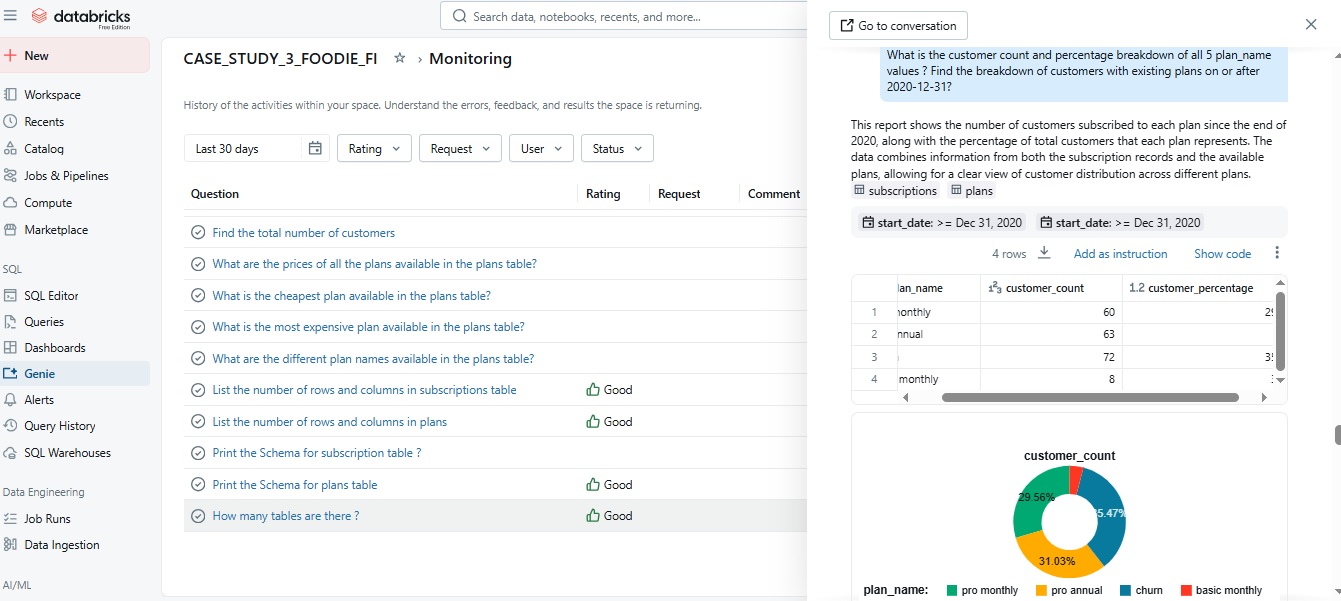 databricks
Free Edition
Search data, notebooks, recents, and more...
New
Workspace
Recents
Catalog
Jobs & Pipelines
Compute
Marketplace
SQL
SQL Editor
Queries
Dashboards
Genie
Alerts
Query History
SQL Warehouses
Data Engineering
Job Runs
Data Ingestion
AI/ML
CASE_STUDY_3_FOODIE_FI › Monitoring
History of the activities within your space. Understand the errors, feedback, and results the space is returning.
Last 30 days Rating Request User Status
Question Rating Request Comment
Find the total number of customers
What are the prices of all the plans available in the plans table?
What is the cheapest plan available in the plans table?
What is the most expensive plan available in the plans table?
What are the different plan names available in the plans table?
List the number of rows and columns in subscriptions table Good
List the number of rows and columns in plans Good
Print the Schema for subscription table ?
Print the Schema for plans table Good
How many tables are there ? Good
Go to conversation
What is the customer count and percentage breakdown of all 5 plan_name
values ? Find the breakdown of customers with existing plans on or after
2020-12-31?
This report shows the number of customers subscribed to each plan since the end of
2020, along with the percentage of total customers that each plan represents. The
data combines information from both the subscription records and the available
plans, allowing for a clear view of customer distribution across different plans.
subscriptions plans
start_date: >= Dec 31, 2020 start_date: >= Dec 31, 2020
4 rows Add as instruction Show code
lan_name 1²3 customer_count 1.2 customer_percentage
1 onthly 60 29
2 nnual 63
3 72 35
4 monthly 8
customer_count
29.56%
35.47%
31.03%
plan_name: pro monthly pro annual churn basic monthly